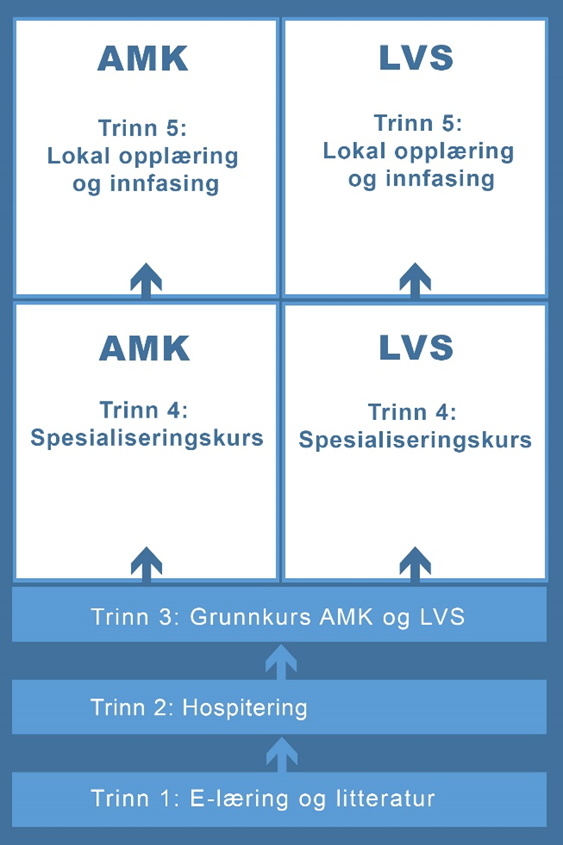 AMK
Trinn 5:
Lokal opplæring
og innfasing
LVS
Trinn 5:
Lokal opplæring
og innfasing
AMK
Trinn 4:
Spesialiseringskurs
LVS
Trinn 4:
Spesialiseringskurs
Trinn 3: Grunnkurs AMK og LVS
Trinn 2: Hospitering
Trinn 1: E-læring og litteratur